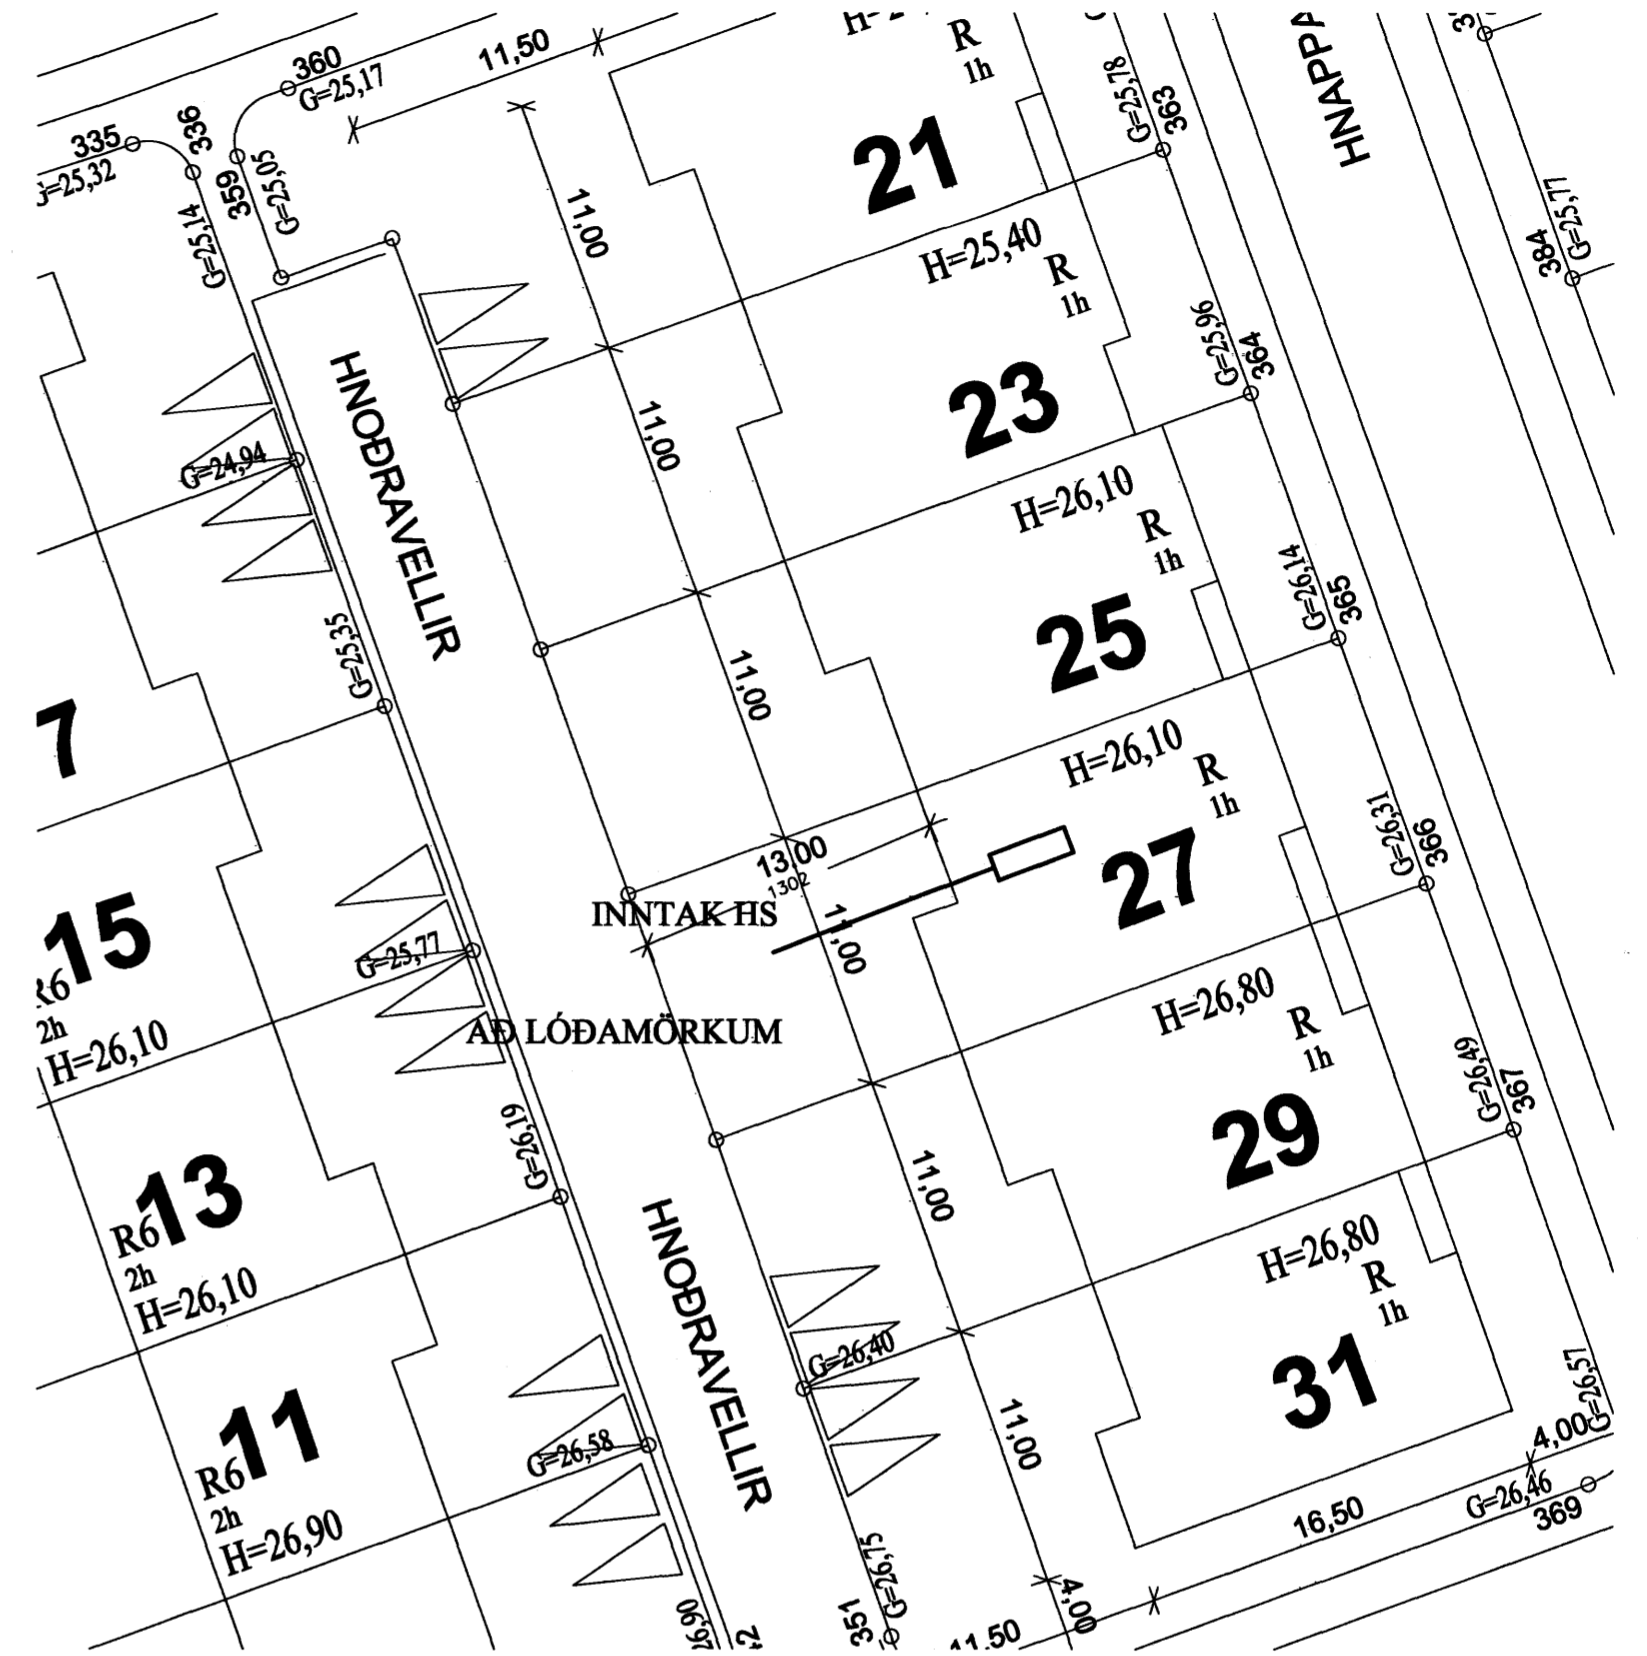 360
G=25,17
11,50
R
1h
21
G=25,78
363
HNAPPA
335
336
G=25,32
359
G=25,05
G=25,14
11,00
H=25,40
R
1h
384
G=25,77
G=25,96
364
23
11,00
HNOÐRAVELLIR
G=24,94
H=26,10
R
1h
G=26,14
365
25
G=25,35
11,00
7
H=26,10
R
1h
G=26,31
366
27
13.00
1302
INNTAK HS
11,00
15
R6
2h
H=26,10
G=25,77
AÐ LÓÐAMÖRKUM
H=26,80
R
1h
G=26,49
367
29
G=26,19
11,00
13
R6
2h
H=26,10
HNOÐRAVELLIR
H=26,80
R
1h
31
G=26,40
G=26,57
11,00
4,00
11
R6
2h
H=26,90
G=26,58
16,50
G=26,46
369
G=26,75
351
4,00
11.50
26,90